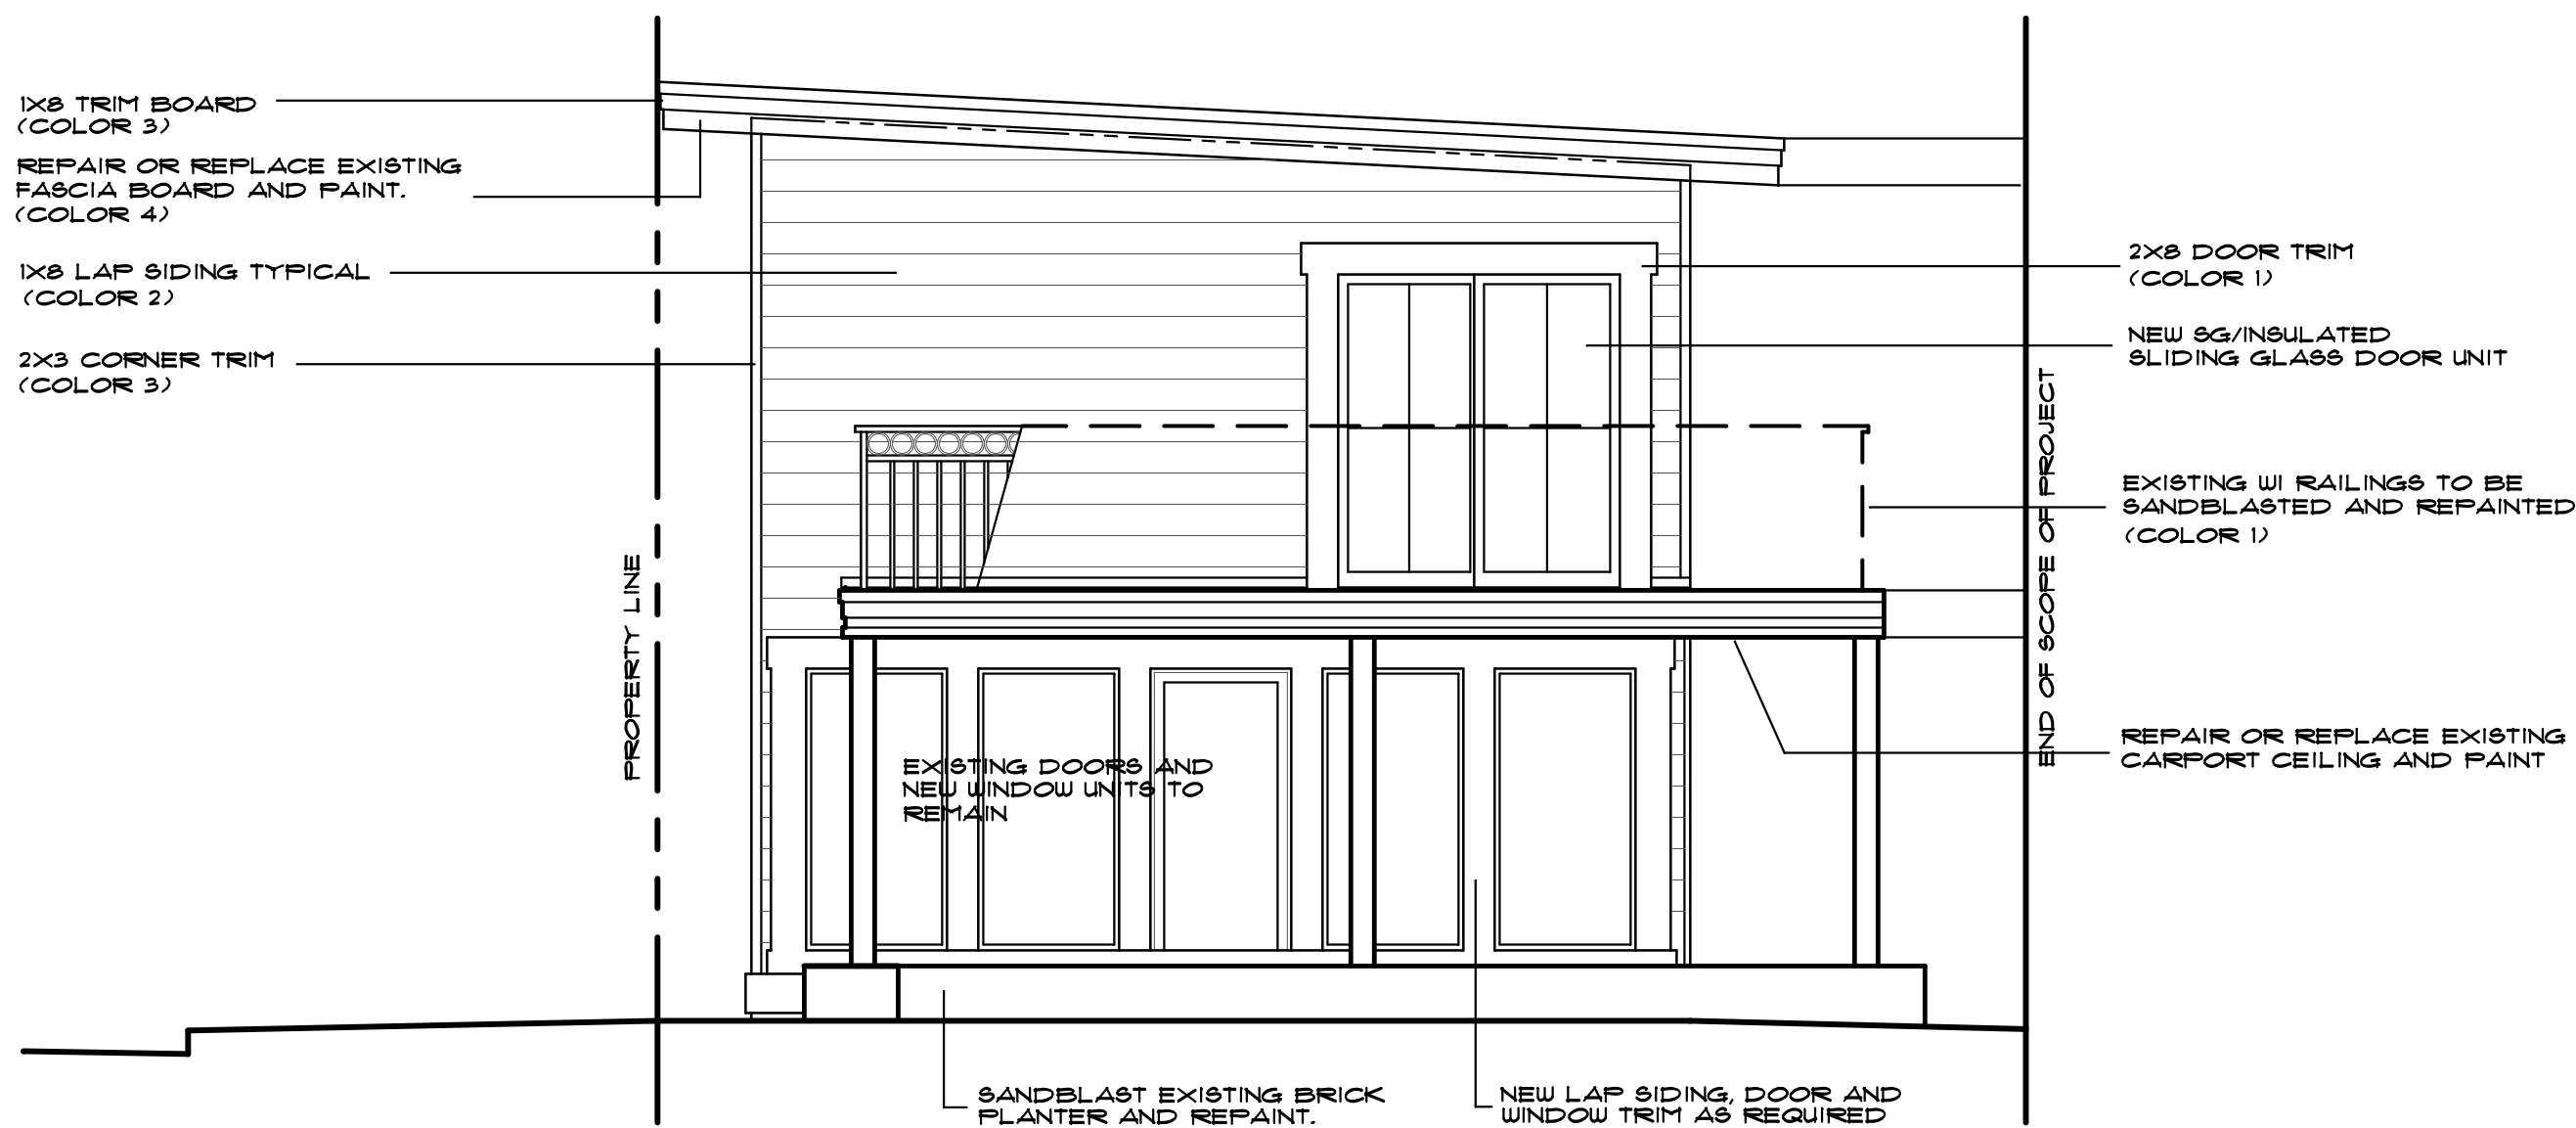 1X8 TRIM BOARD
(COLOR 3)
REPAIR OR REPLACE EXISTING
FASCIA BOARD AND PAINT.
(COLOR 4)
1X8 LAP SIDING TYPICAL
(COLOR 2)
2X3 CORNER TRIM
(COLOR 3)
PROPERTY LINE
EXISTING DOORS AND
NEW WINDOW UNITS TO
REMAIN
SANDBLAST EXISTING BRICK
PLANTER AND REPAINT.
NEW LAP SIDING, DOOR AND
WINDOW TRIM AS REQUIRED
END OF SCOPE OF PROJECT
2X8 DOOR TRIM
(COLOR 1)
NEW SG/INSULATED
SLIDING GLASS DOOR UNIT
EXISTING WI RAILINGS TO BE
SANDBLASTED AND REPAINTED
(COLOR 1)
REPAIR OR REPLACE EXISTING
CARPORT CEILING AND PAINT